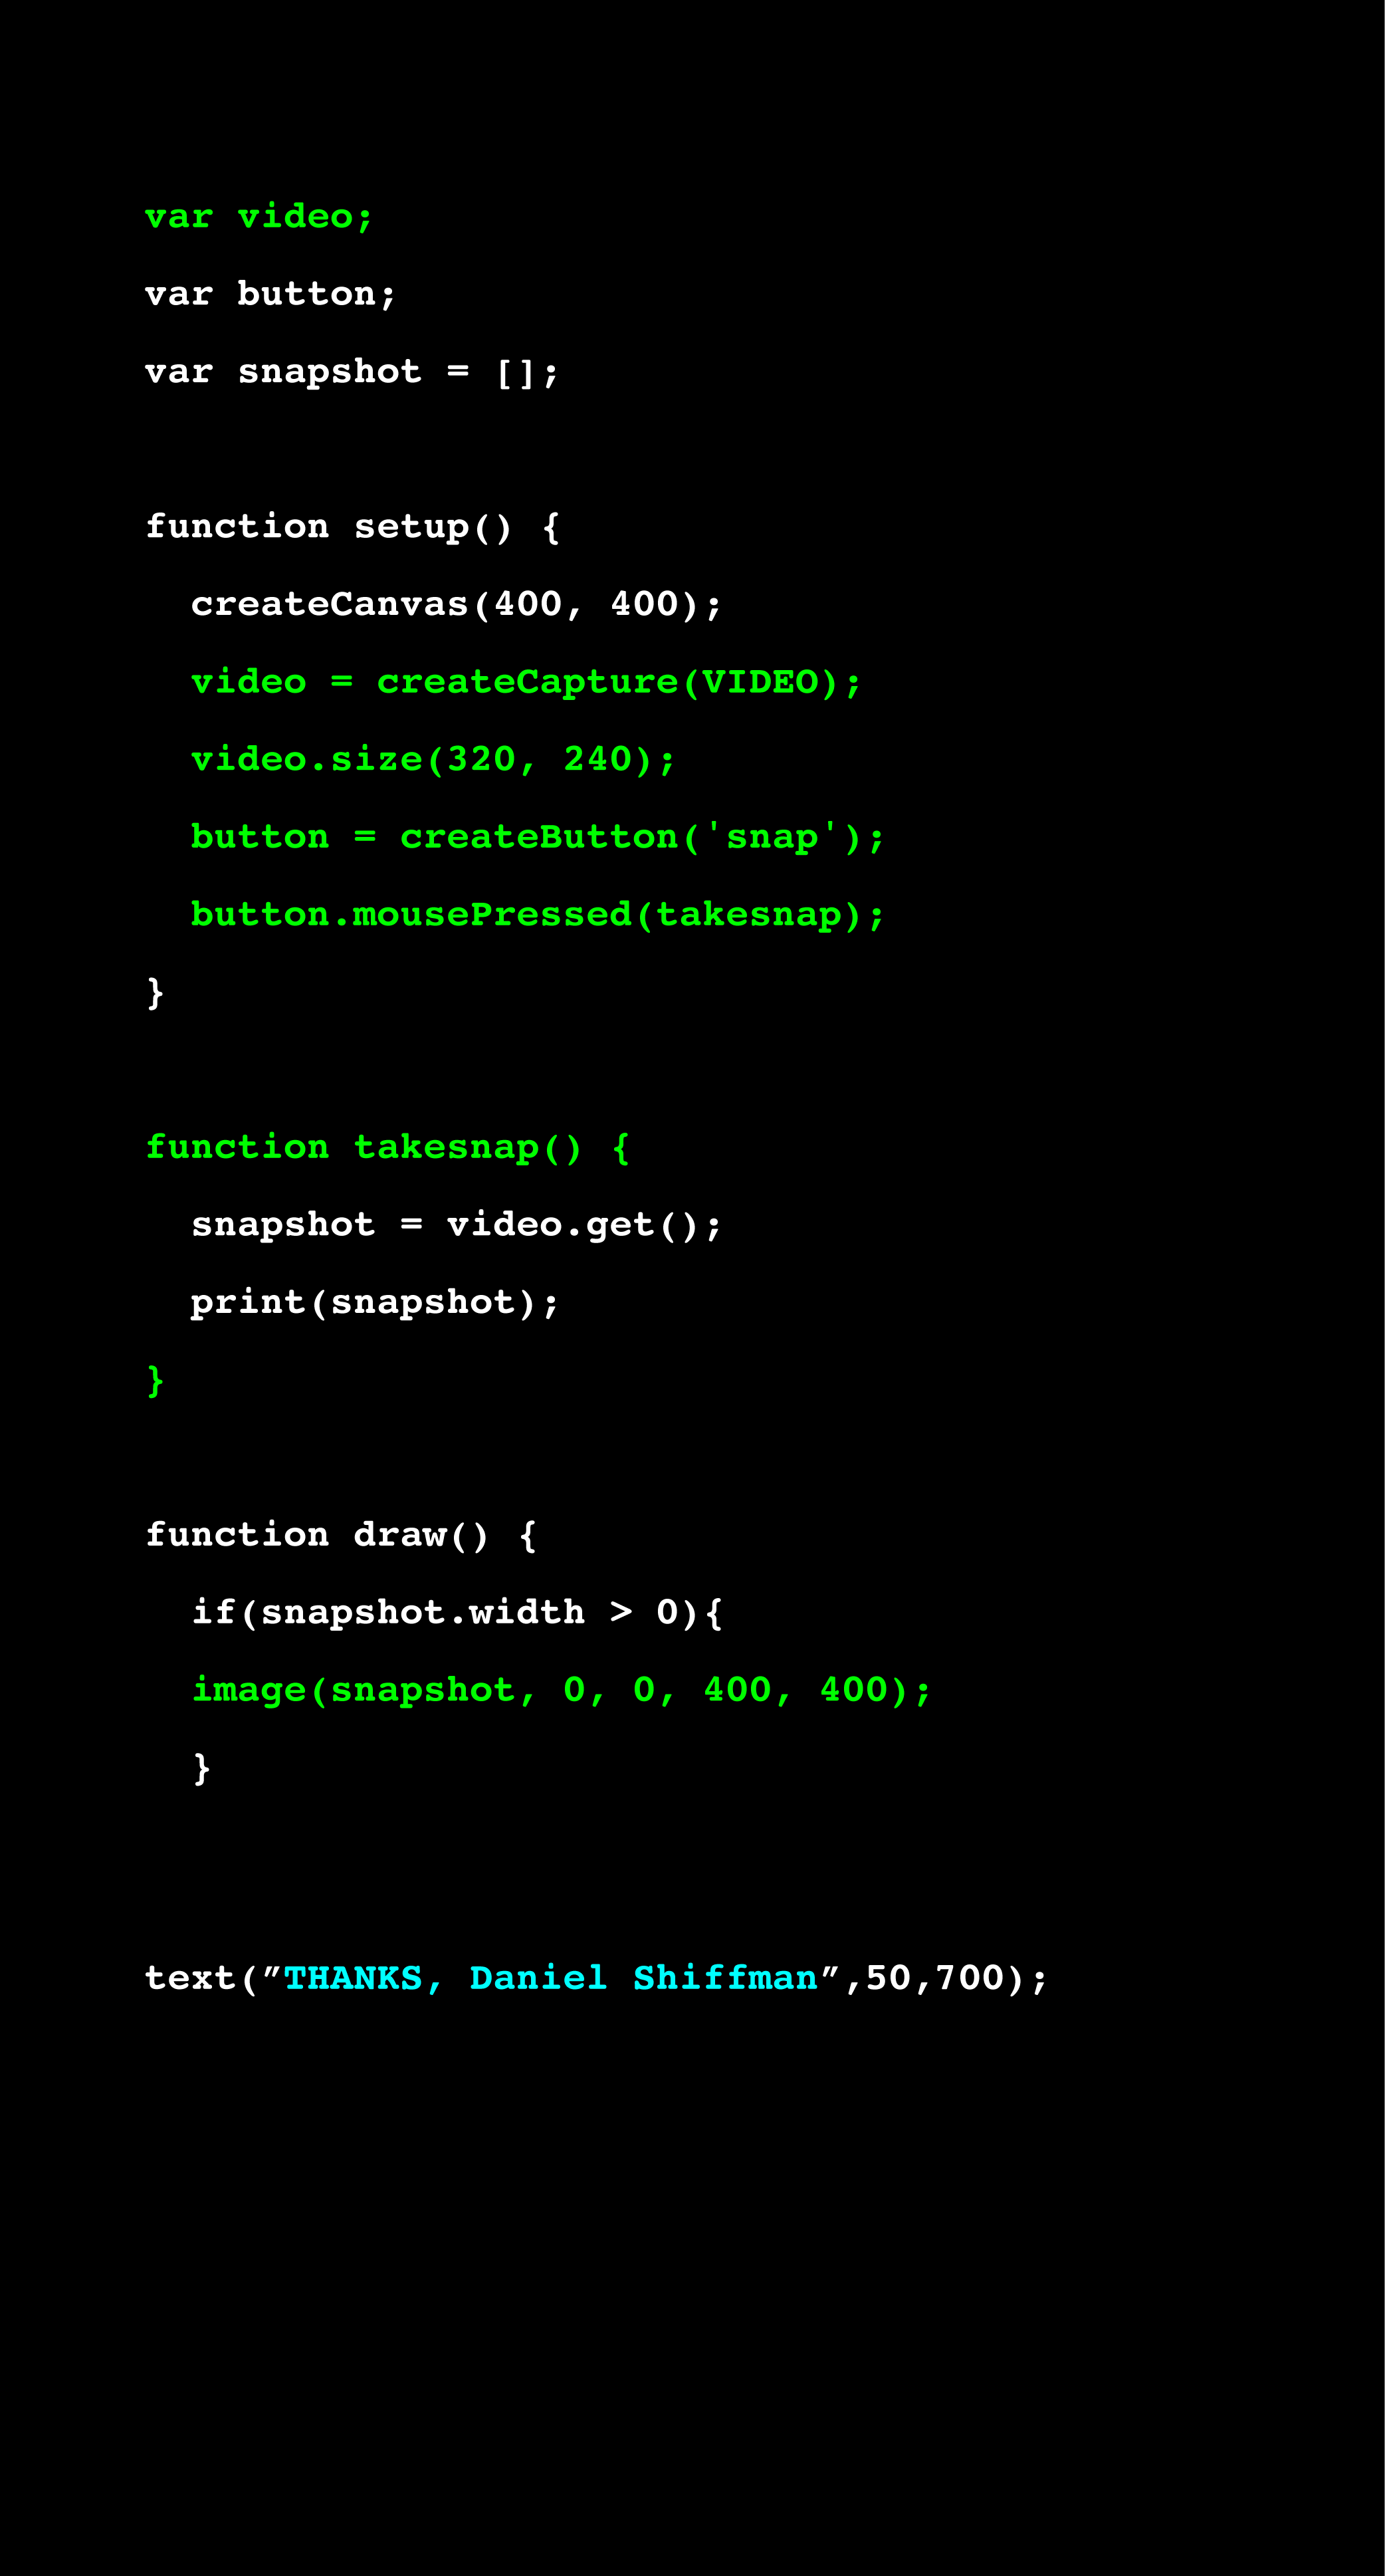 var video;
var button;
var snapshot = [];
function setup() {
createCanvas(400, 400);
video = createCapture(VIDEO);
video.size(320, 240);
button = createButton('snap');
button.mousePressed(takesnap);
}
function takesnap() {
snapshot = video.get();
print(snapshot);
}
function draw() {
if(snapshot.width > 0){
image(snapshot, 0, 0, 400, 400);
}
text(”THANKS, Daniel Shiffman”,50,700);